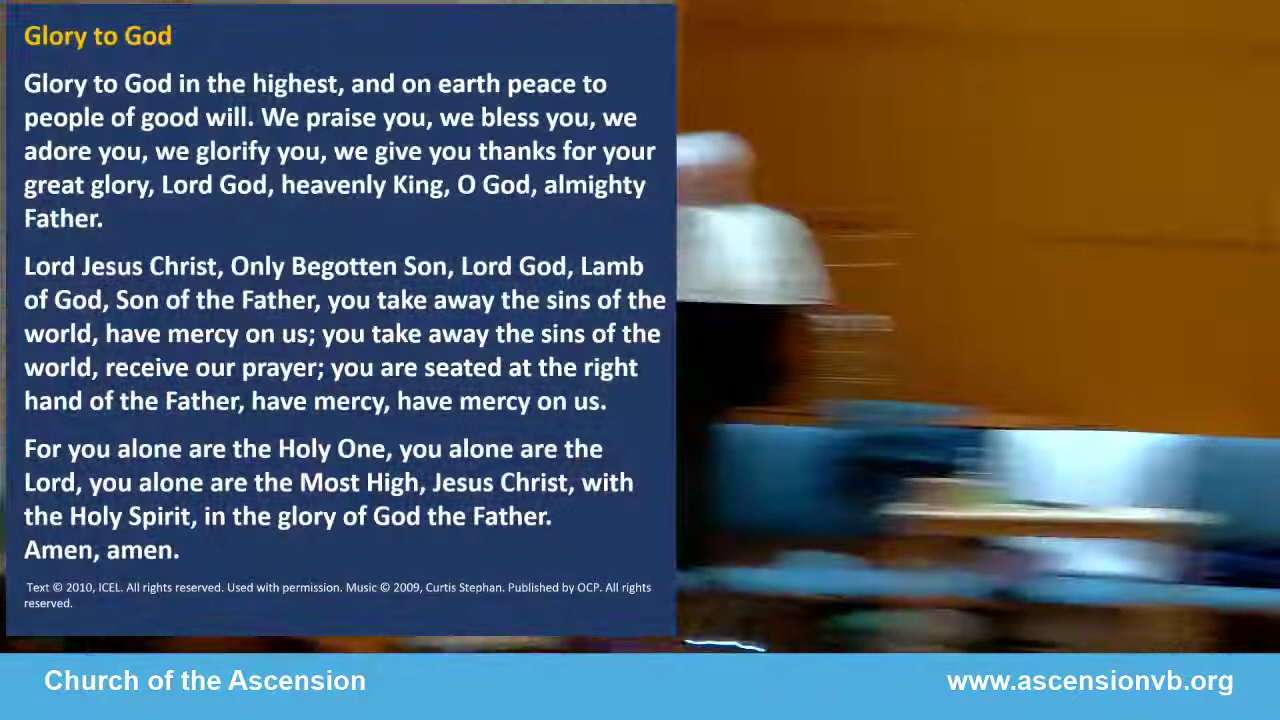 Glory to God
Glory to God in the highest, and on earth peace to
people of good will. We praise you, we bless you, we
adore you, we glorify you, we give you thanks for your
great glory, Lord God, heavenly King, O God, almighty
Father.
Lord Jesus Christ, Only Begotten Son, Lord God, Lamb
of God, Son of the Father, you take away the sins of the
world, have mercy on us; you take away the sins of the
world, receive our prayer; you are seated at the right
hand of the Father, have mercy, have mercy on us.
For you alone are the Holy One, you alone are the
Lord, you alone are the Most High, Jesus Christ, with
the Holy Spirit, in the glory of God the Father.
Amen, amen.
Text © 2010, ICEL. All rights reserved. Used with permission. Music © 2009, Curtis Stephan. Published by OCP. All rights
reserved.
Church of the Ascension
www.ascensionvb.org